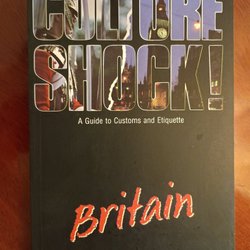 CULTURE
SHOCK!
A Guide to Customs and Etiquette
Britain